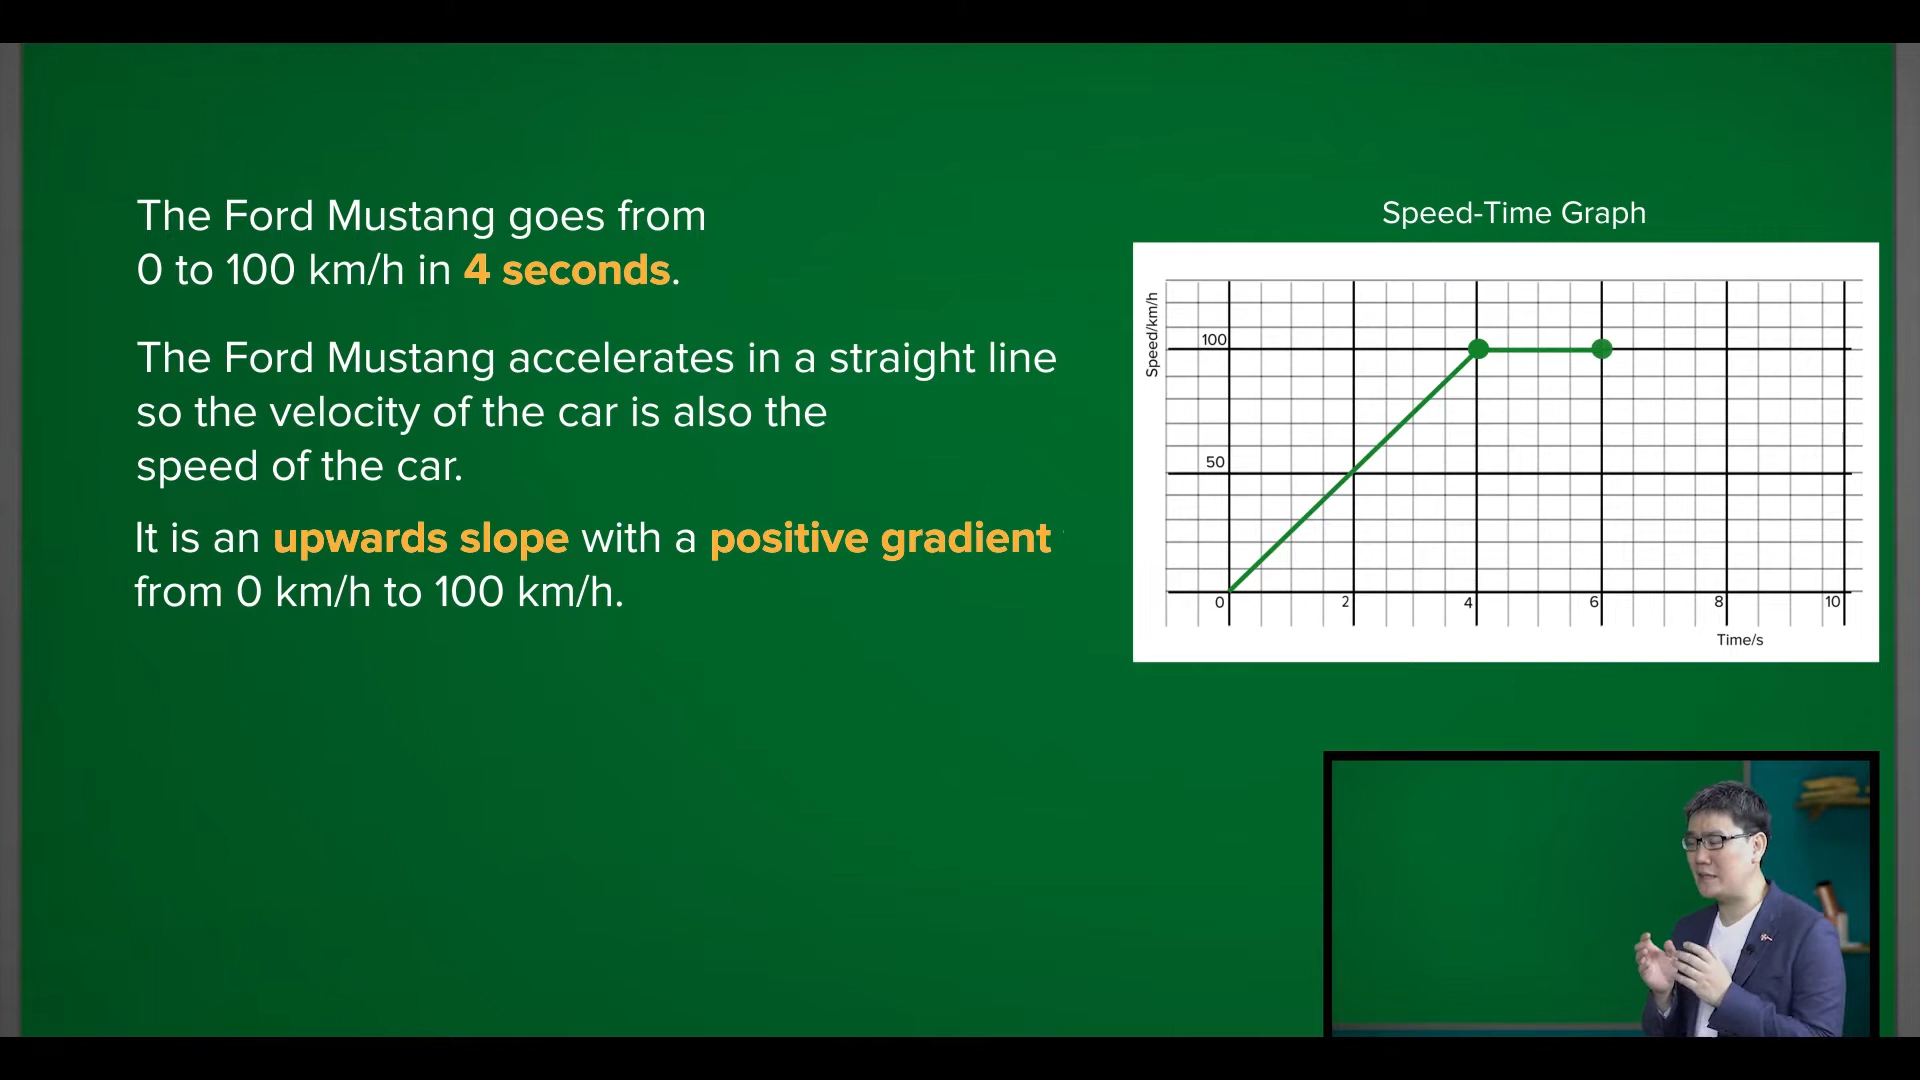 The Ford Mustang goes from
0 to 100 km/h in 4 seconds.
The Ford Mustang accelerates in a straight line
so the velocity of the car is also the
speed of the car.
It is an upwards slope with a positive gradient
from 0 km/h to 100 km/h.
Speed-Time Graph
Speed/km/h
100
50
0 2 4 6 8 10
Time/s